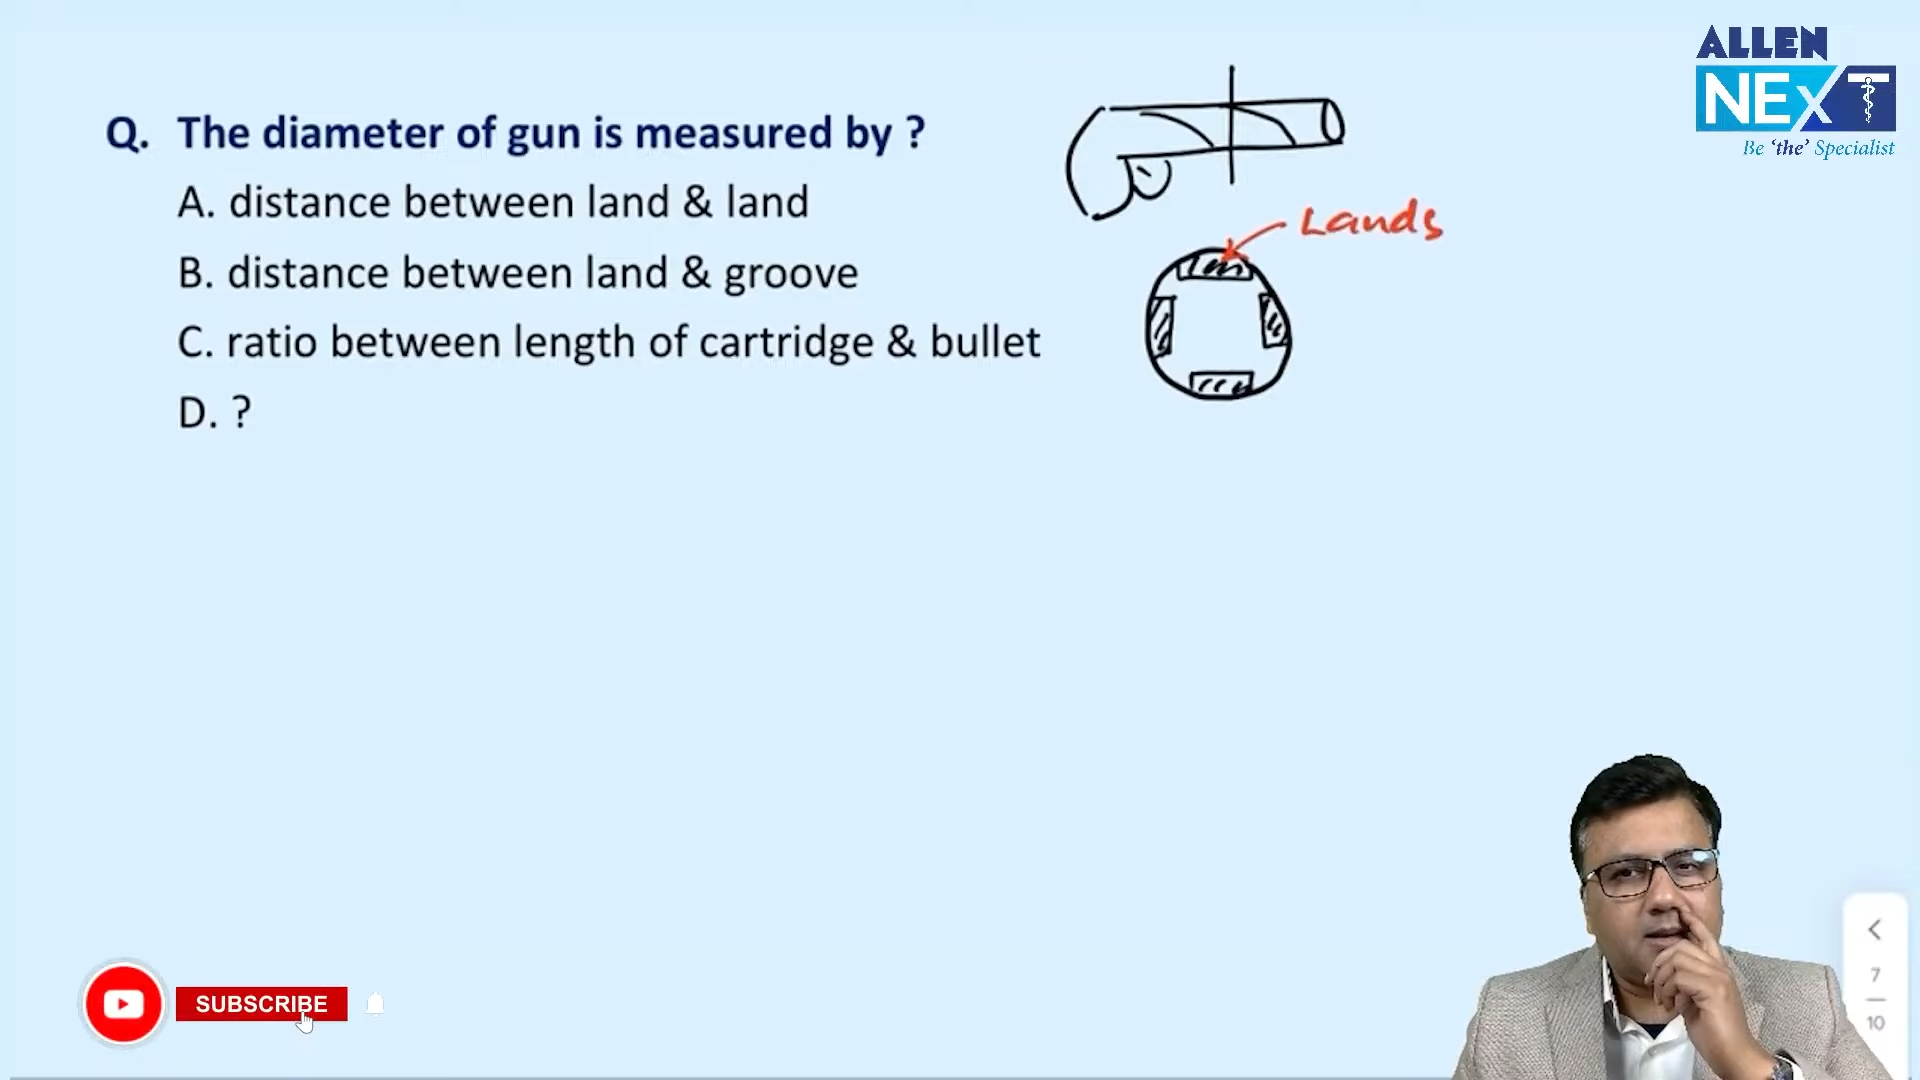 ALLEN
NExT
Be 'the' Specialist
Q. The diameter of gun is measured by ?
A. distance between land & land
B. distance between land & groove
C. ratio between length of cartridge & bullet
D. ?
Lands
SUBSCRIBE
7
10